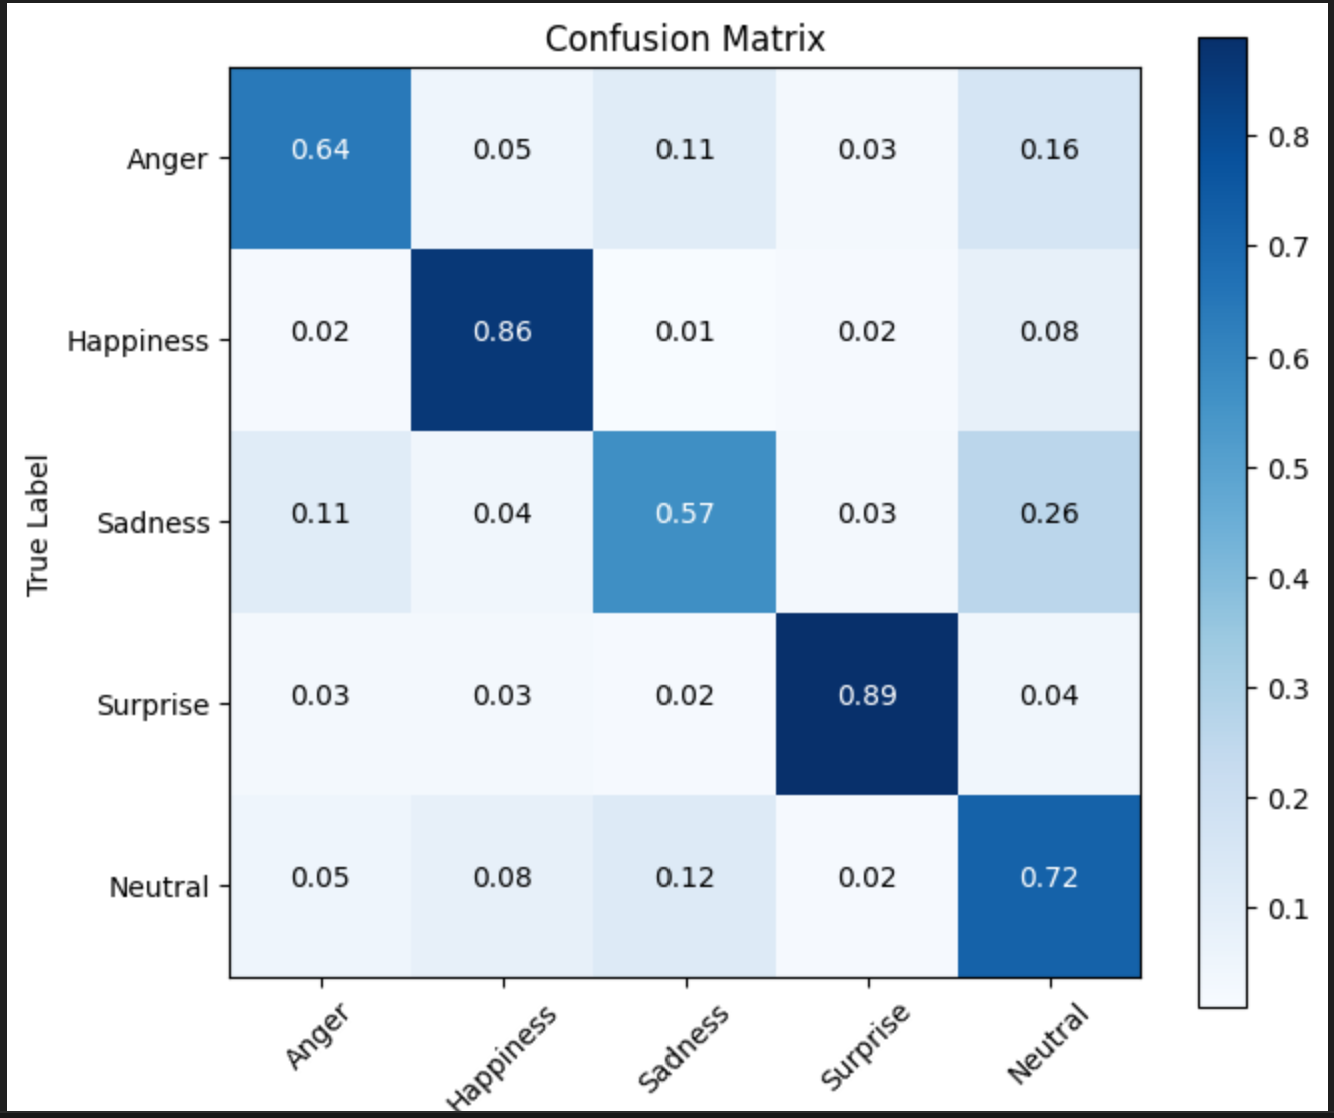 Confusion Matrix
True Label
Anger 0.64 0.05 0.11 0.03 0.16
Happiness 0.02 0.86 0.01 0.02 0.08
Sadness 0.11 0.04 0.57 0.03 0.26
Surprise 0.03 0.03 0.02 0.89 0.04
Neutral 0.05 0.08 0.12 0.02 0.72
Anger Happiness Sadness Surprise Neutral
0.8
0.7
0.6
0.5
0.4
0.3
0.2
0.1